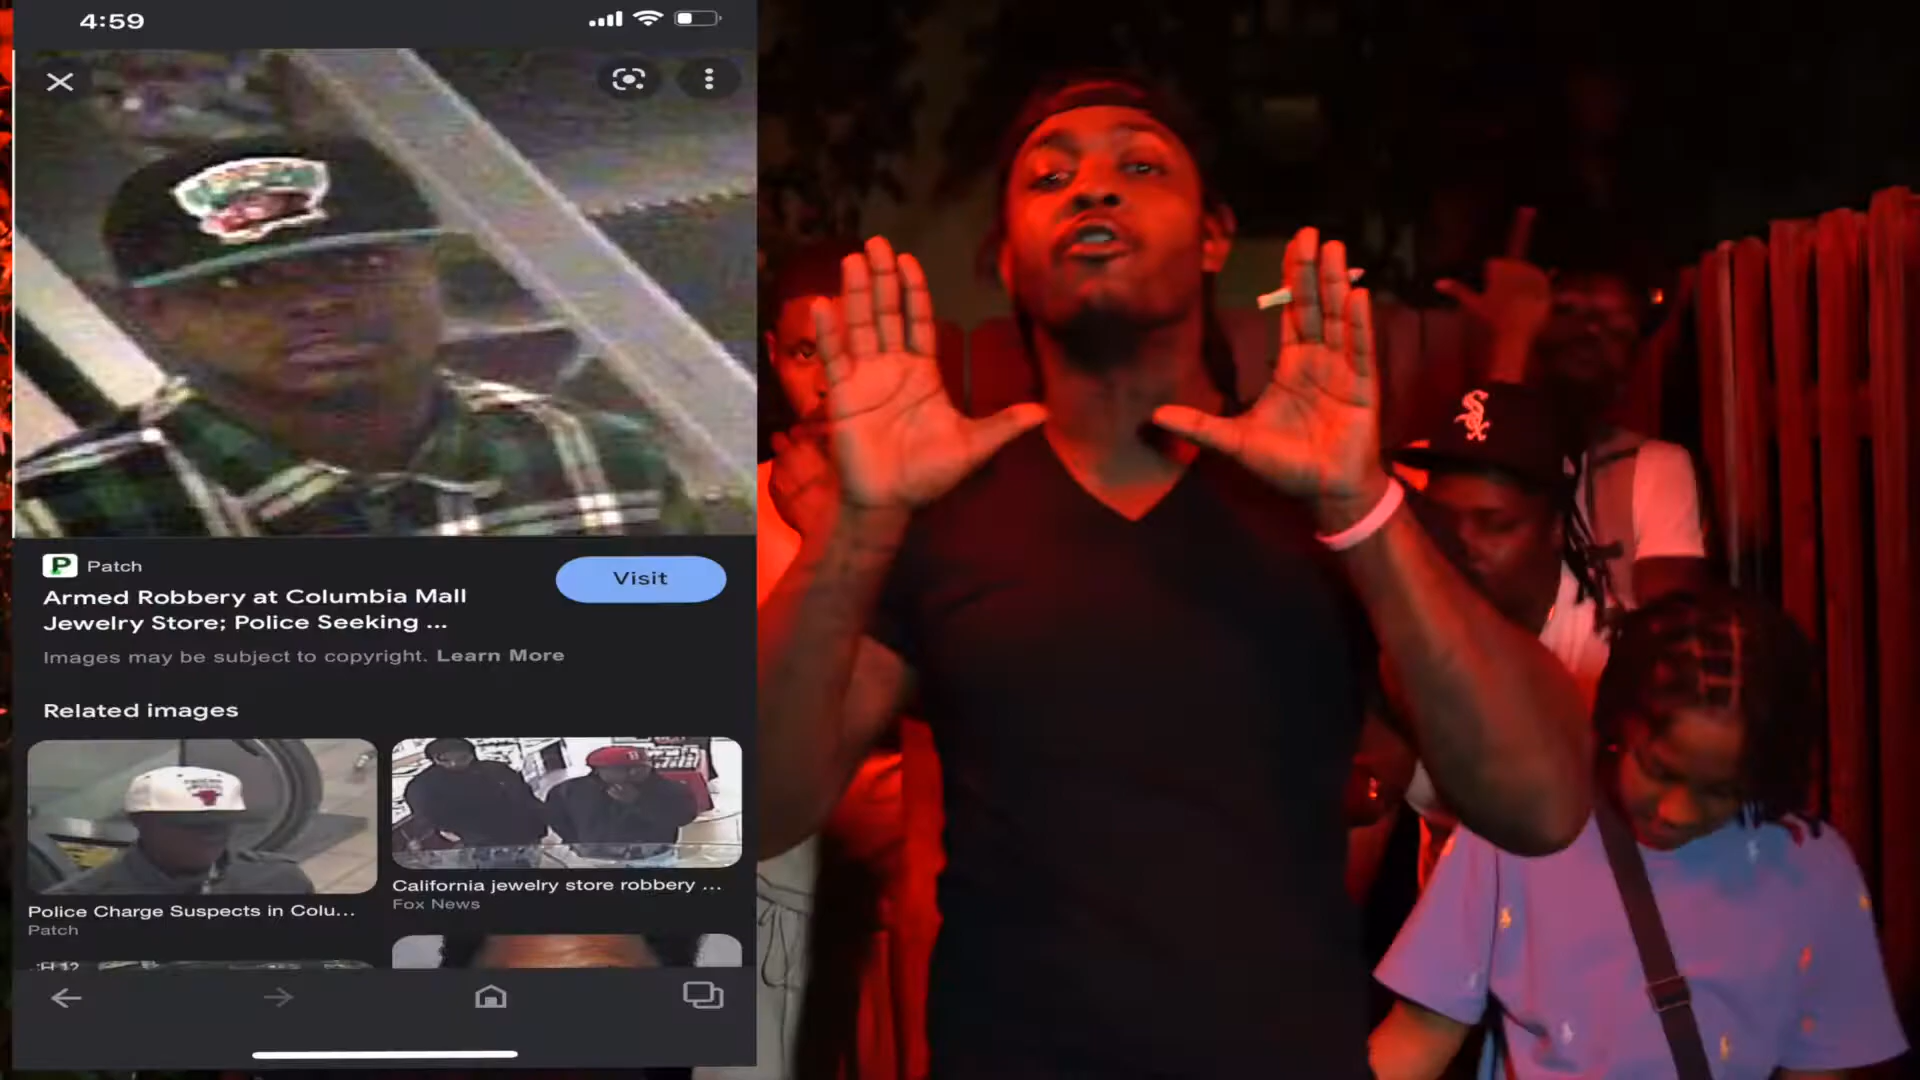 4:59
P Patch
Visit
Armed Robbery at Columbia Mall
Jewelry Store; Police Seeking ...
Images may be subject to copyright. Learn More
Related images
California jewelry store robbery ...
Fox News
Police Charge Suspects in Colu...
Patch
Sox